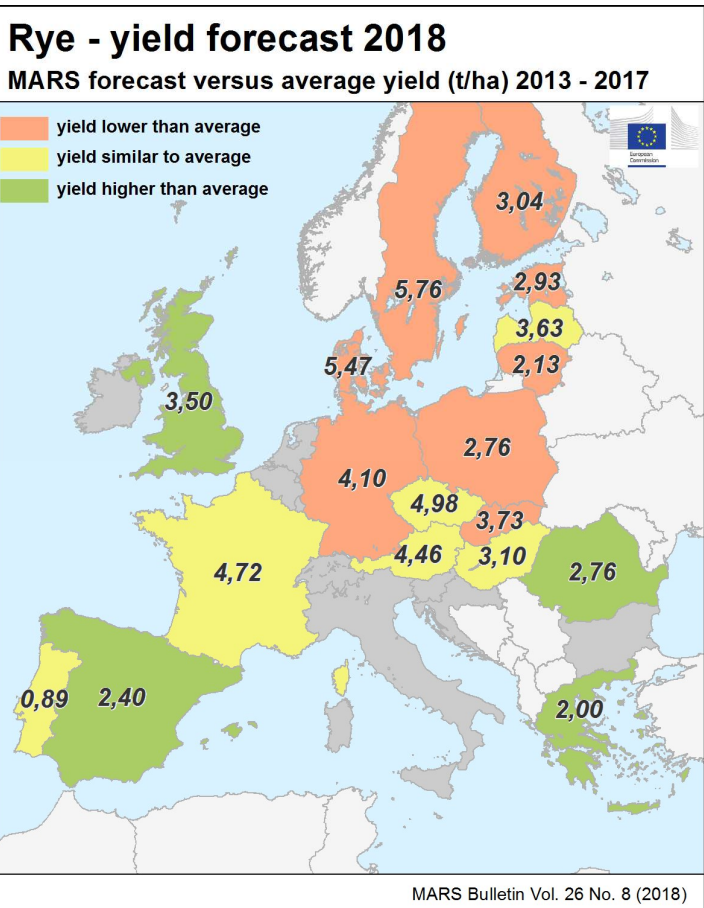 Rye - yield forecast 2018
MARS forecast versus average yield (t/ha) 2013 - 2017
yield lower than average
yield similar to average
yield higher than average
European
Commission
3,04
5,76
2,93
3,63
5,47
2,13
3,50
2,76
4,10
4,98
3,73
4,46
3,10
4,72
2,76
0,89
2,40
2,00
MARS Bulletin Vol. 26 No. 8 (2018)